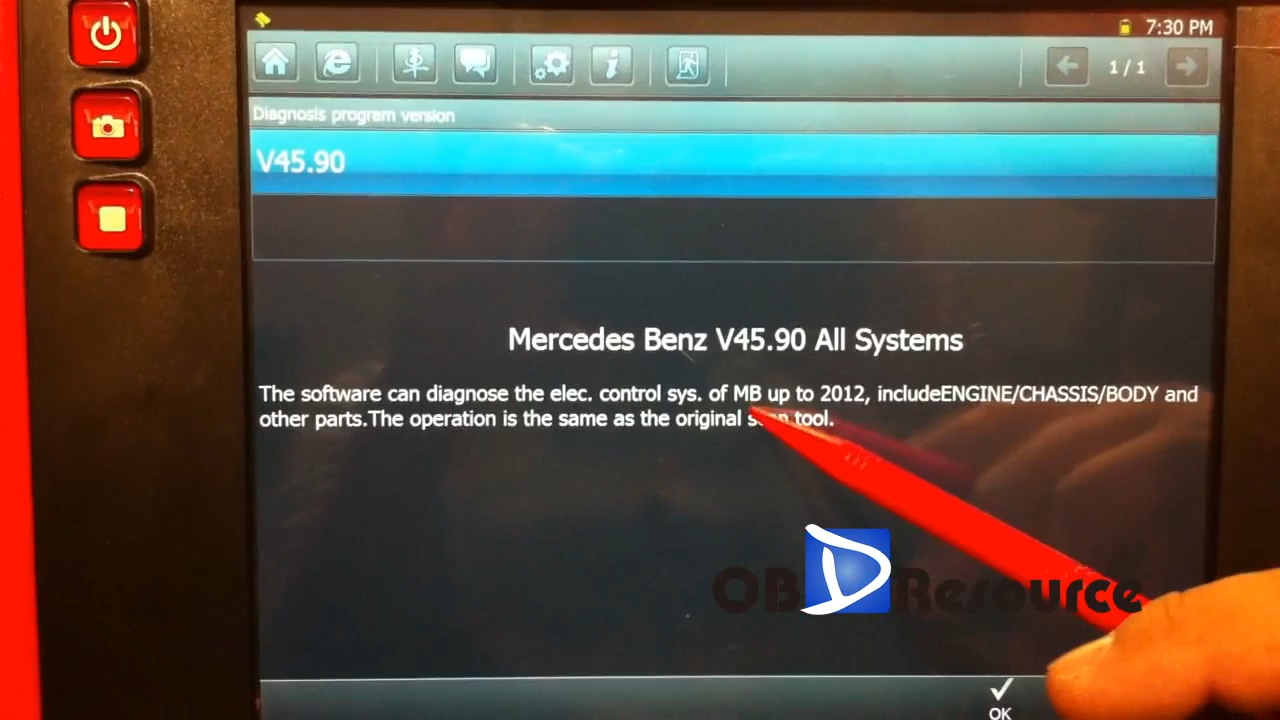 7:30 PM
1 / 1
Diagnosis program version
V45.90
Mercedes Benz V45.90 All Systems
The software can diagnose the elec. control sys. of MB up to 2012, includeENGINE/CHASSIS/BODY and
other parts.The operation is the same as the original scan tool.
OBDResource
OK